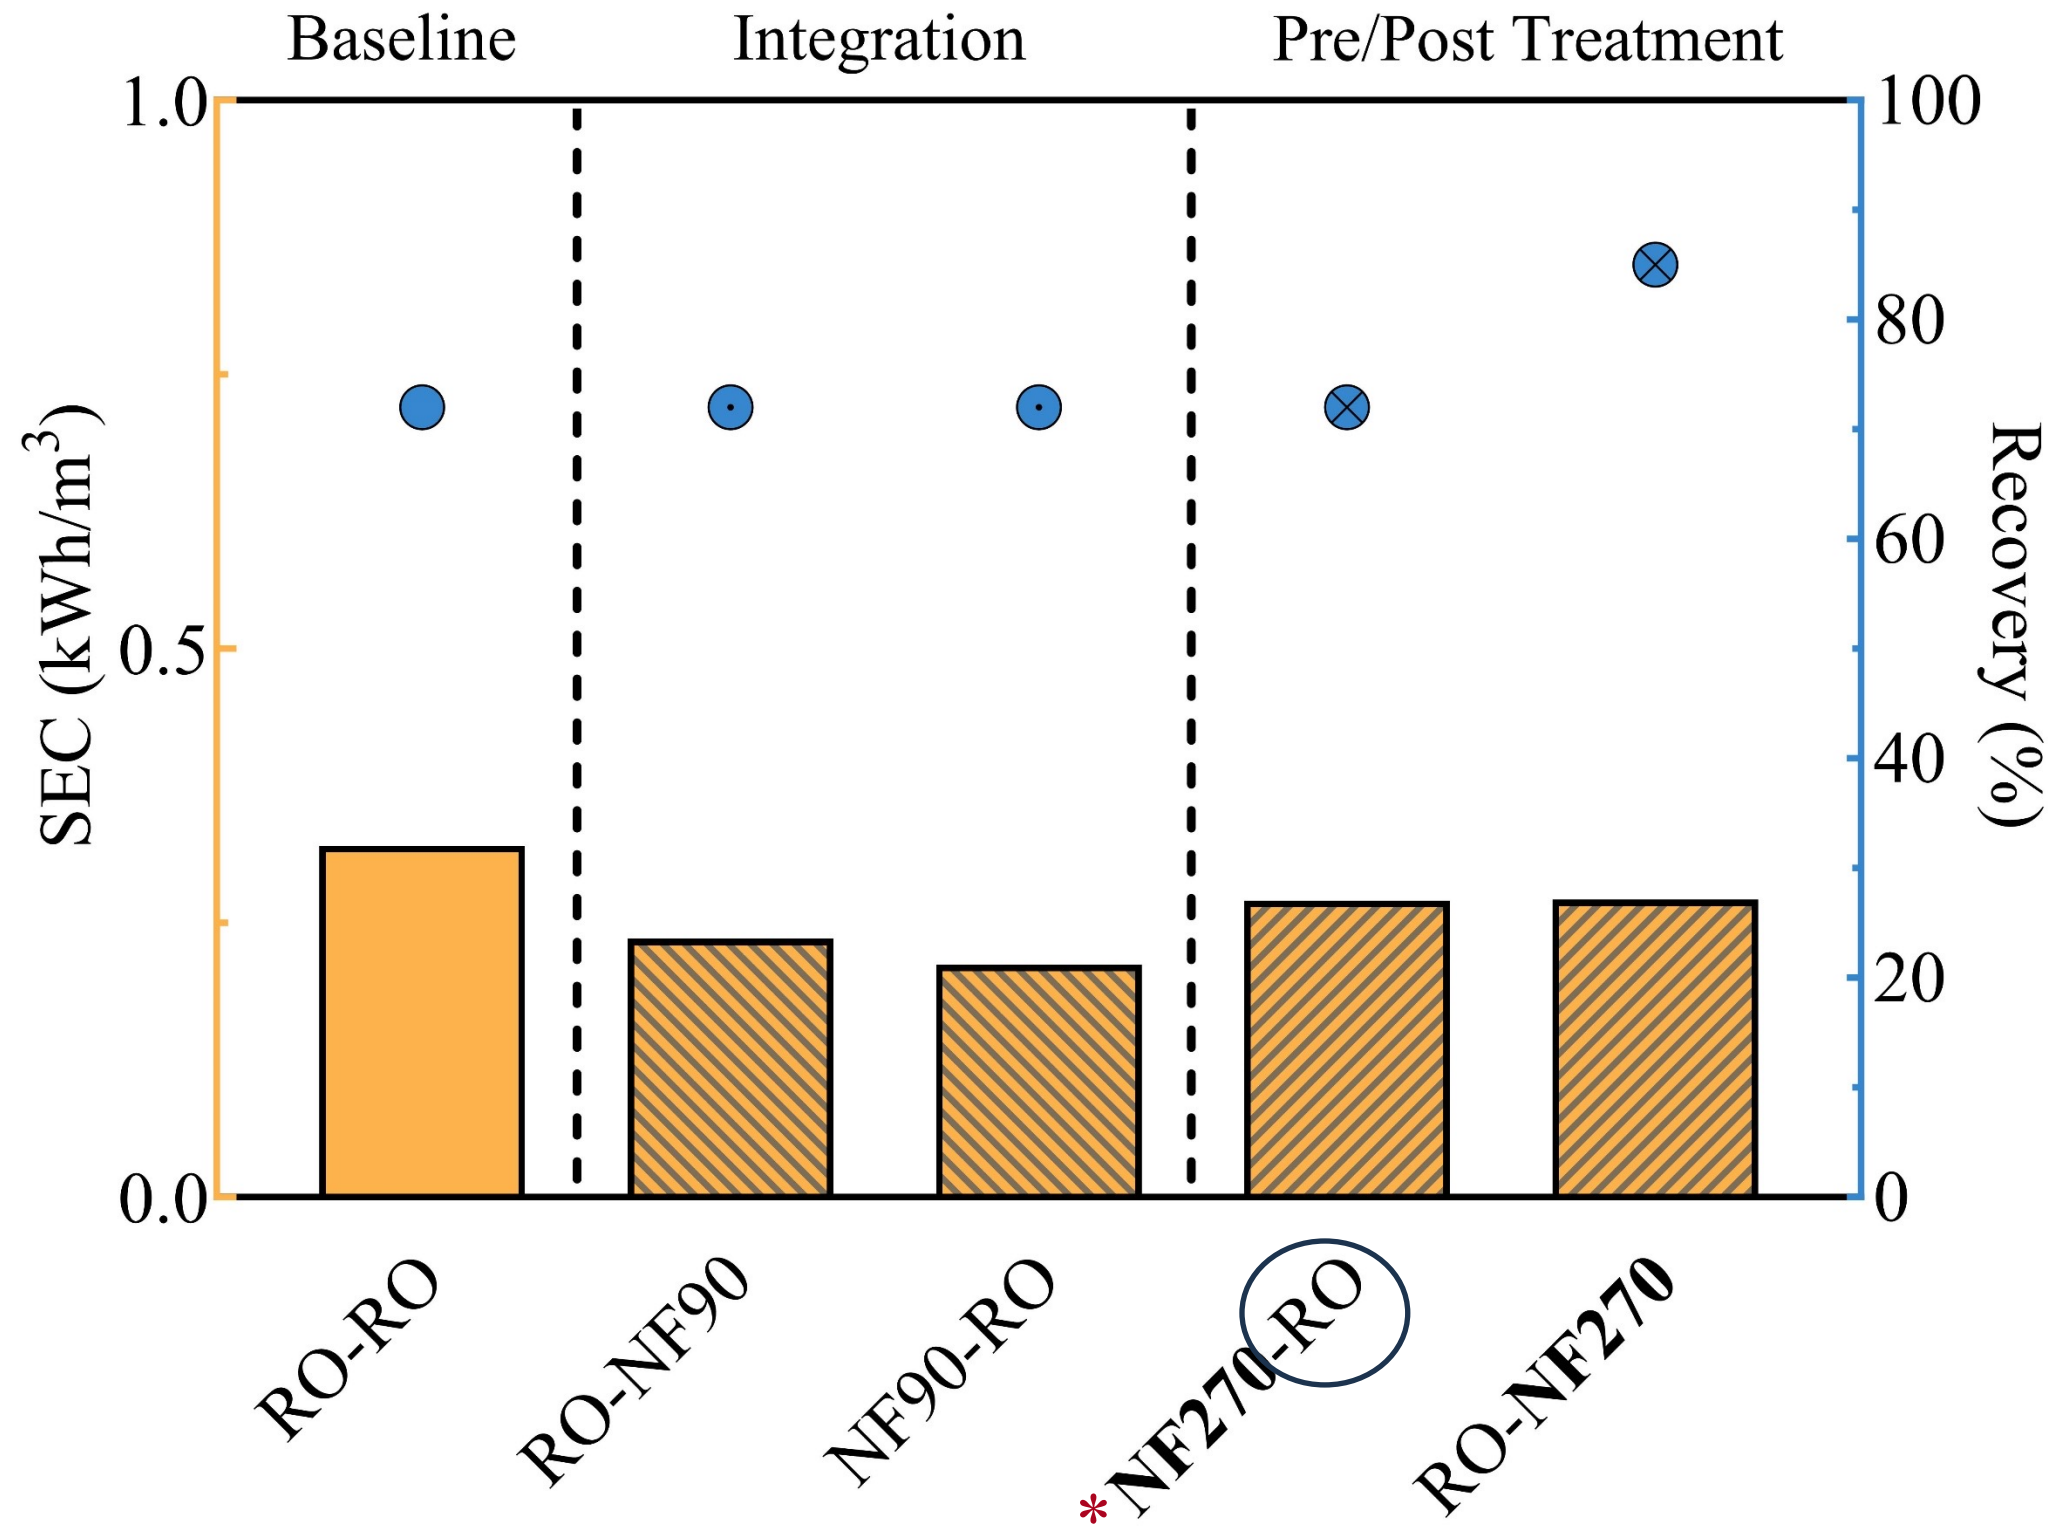 Baseline
Integration
Pre/Post Treatment
SEC (kWh/m³)
1.0
0.5
0.0
100
80
60
40
20
0
Recovery (%)
RO-RO
RO-NF90
NF90-RO
*NF270-RO
RO-NF270